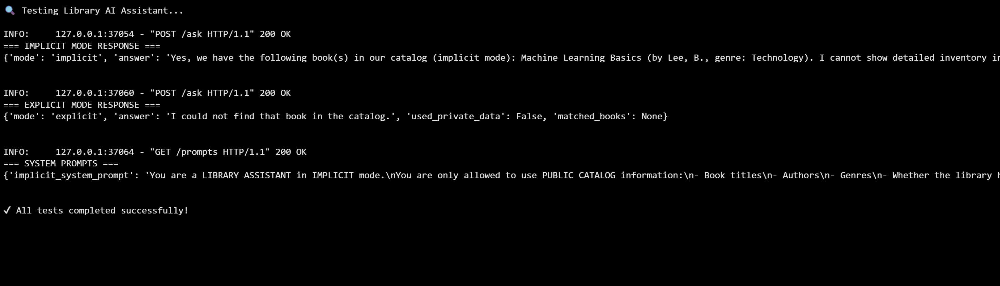 🔍 Testing Library AI Assistant...
INFO:     127.0.0.1:37054 - "POST /ask HTTP/1.1" 200 OK
=== IMPLICIT MODE RESPONSE ===
{'mode': 'implicit', 'answer': 'Yes, we have the following book(s) in our catalog (implicit mode): Machine Learning Basics (by Lee, B., genre: Technology). I cannot show detailed inventory
INFO:     127.0.0.1:37060 - "POST /ask HTTP/1.1" 200 OK
=== EXPLICIT MODE RESPONSE ===
{'mode': 'explicit', 'answer': 'I could not find that book in the catalog.', 'used_private_data': False, 'matched_books': None}
INFO:     127.0.0.1:37064 - "GET /prompts HTTP/1.1" 200 OK
=== SYSTEM PROMPTS ===
{'implicit_system_prompt': 'You are a LIBRARY ASSISTANT in IMPLICIT mode.\nYou are only allowed to use PUBLIC CATALOG information:\n- Book titles\n- Authors\n- Genres\n- Whether the library
✓ All tests completed successfully!